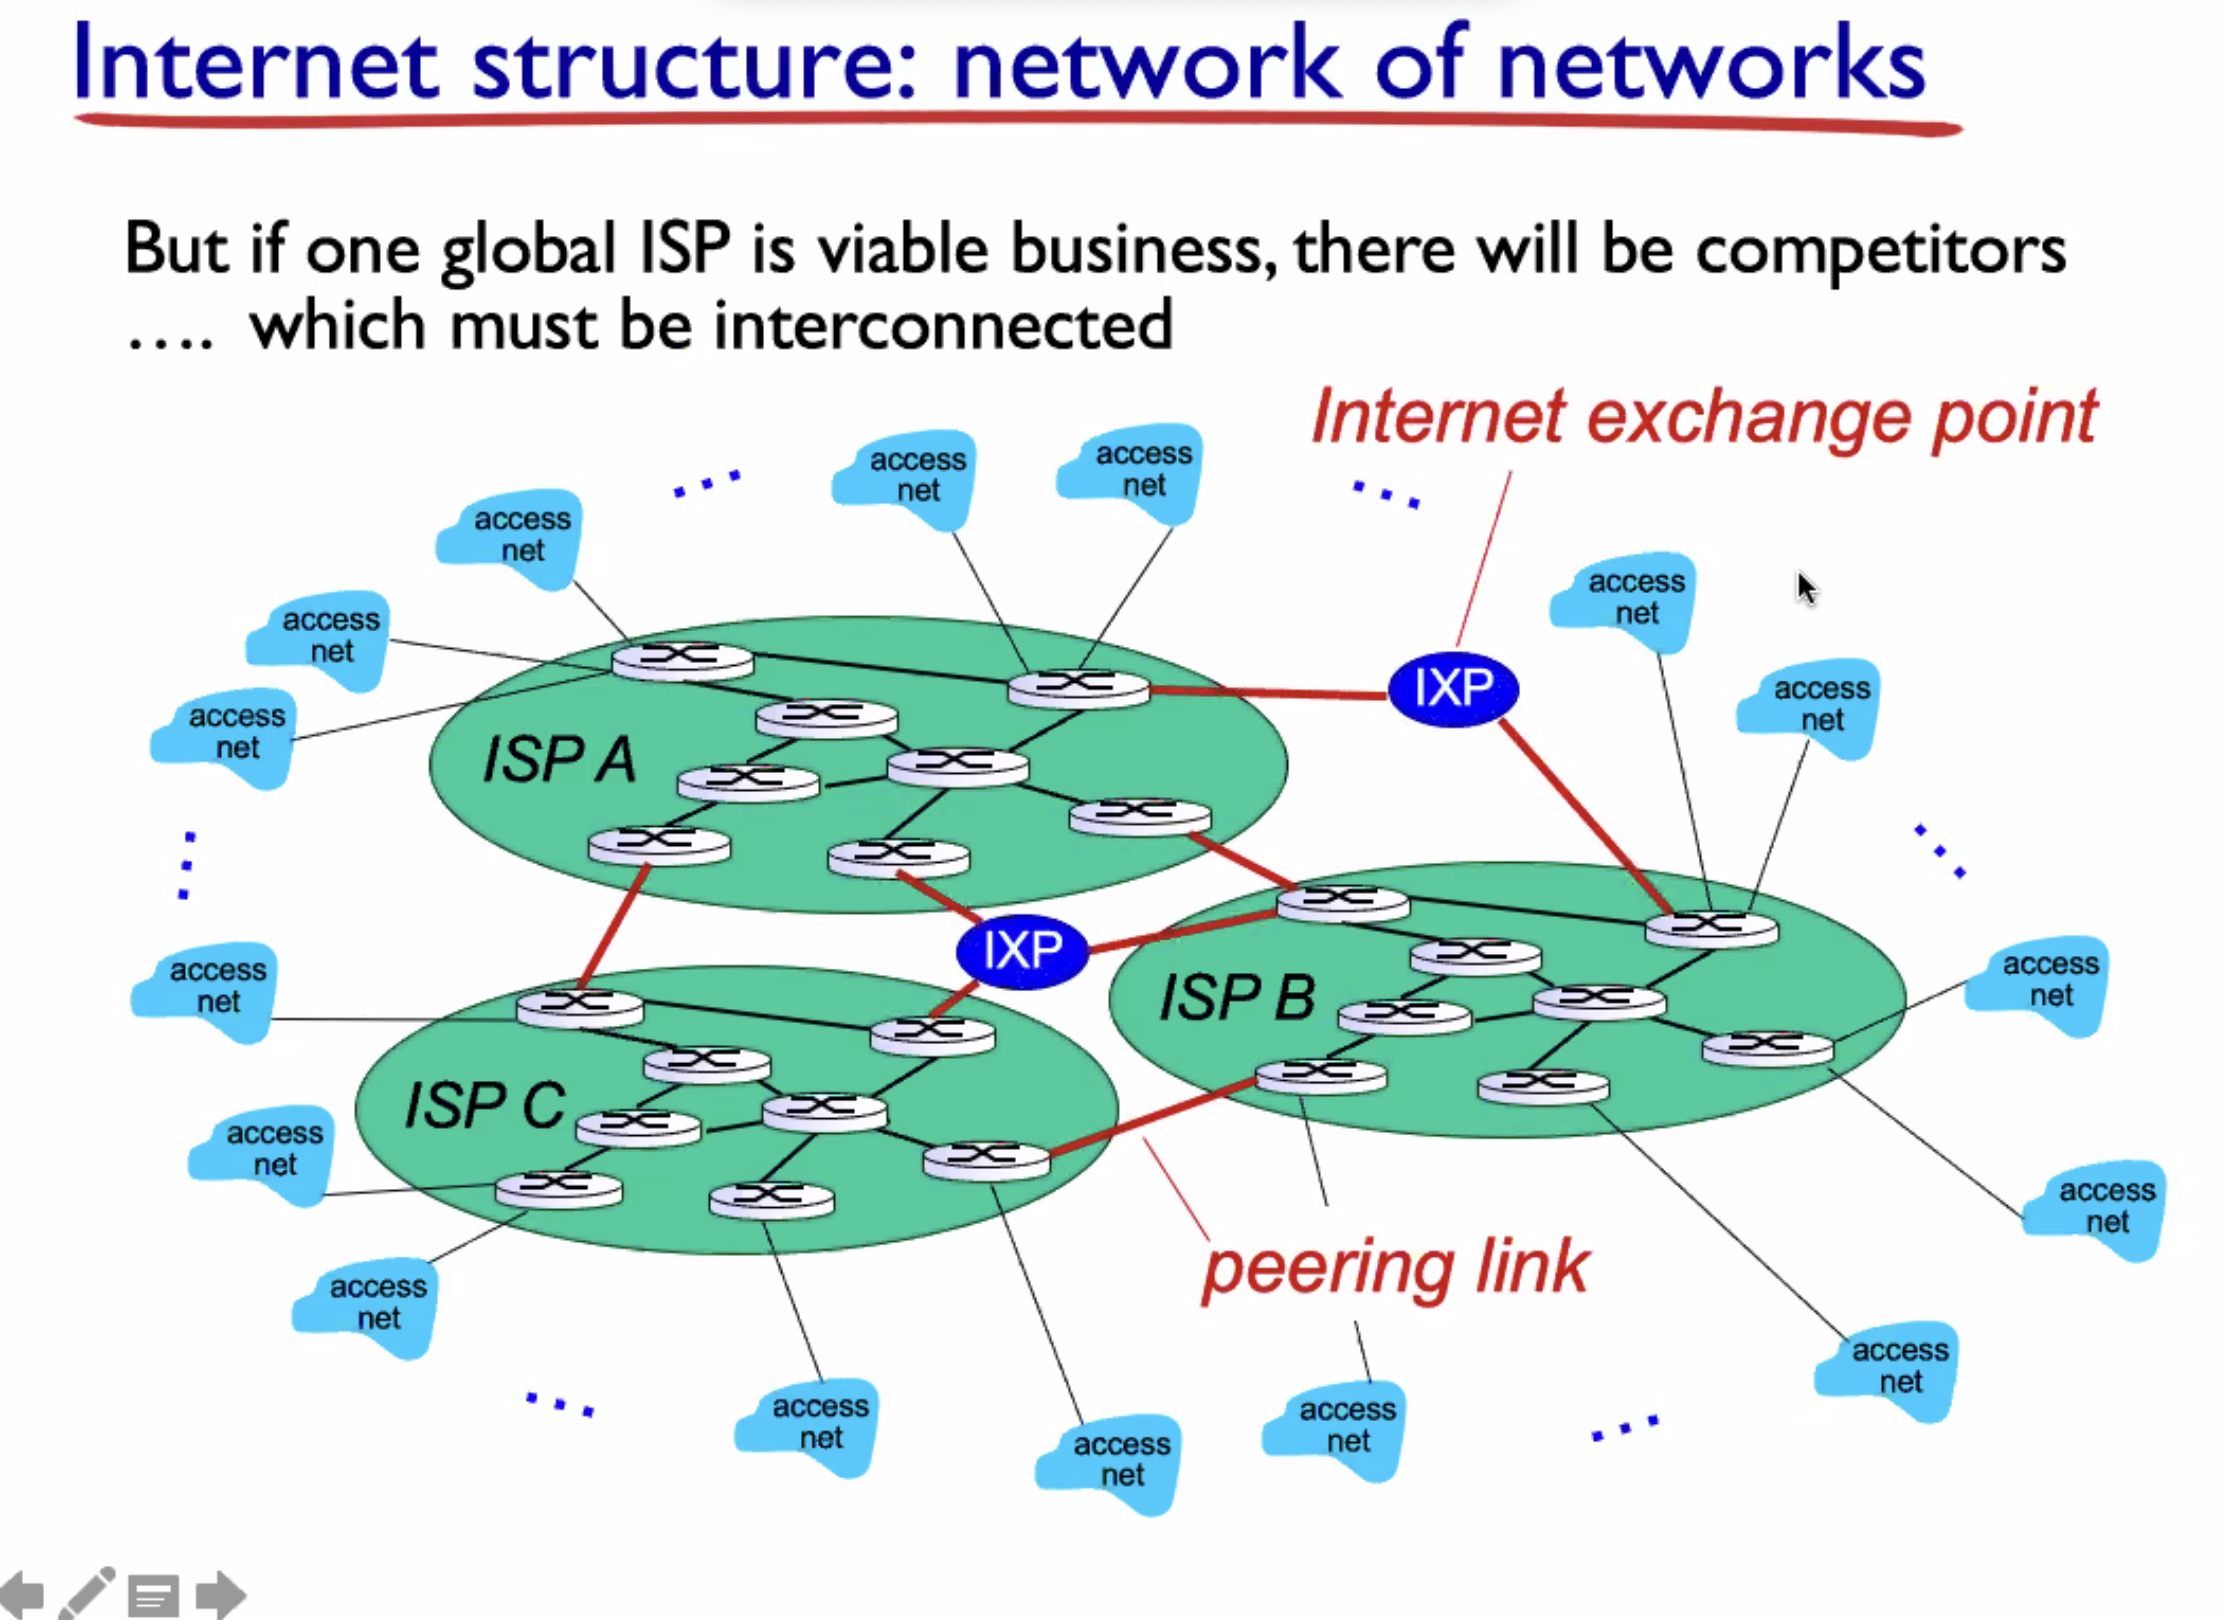 Internet structure: network of networks
But if one global ISP is viable business, there will be competitors
.... which must be interconnected
Internet exchange point
access
net
access
net
access
net
access
net
access
net
access
net
access
net
IXP
ISP A
IXP
ISP B
access
net
access
net
ISP C
access
net
access
net
access
net
peering link
access
net
access
net
access
net
access
net
access
net